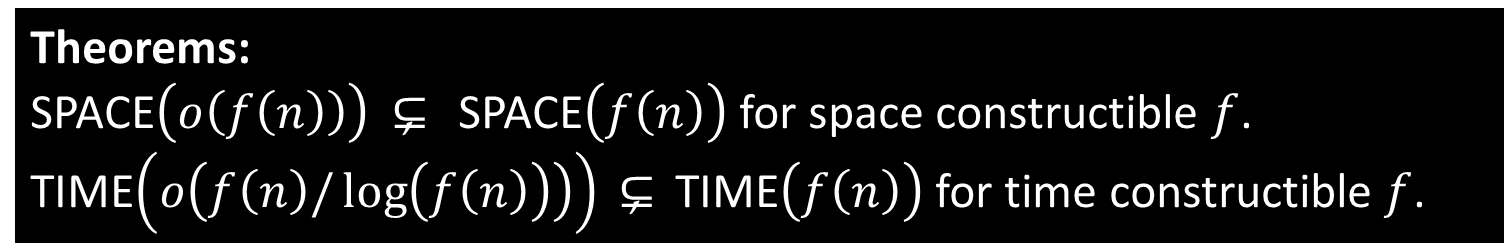 Theorems:
SPACE(𝑜(𝑓(𝑛))) ⊊ SPACE(𝑓(𝑛)) for space constructible 𝑓.
TIME(𝑜(𝑓(𝑛)/log(𝑓(𝑛)))) ⊊ TIME(𝑓(𝑛)) for time constructible 𝑓.